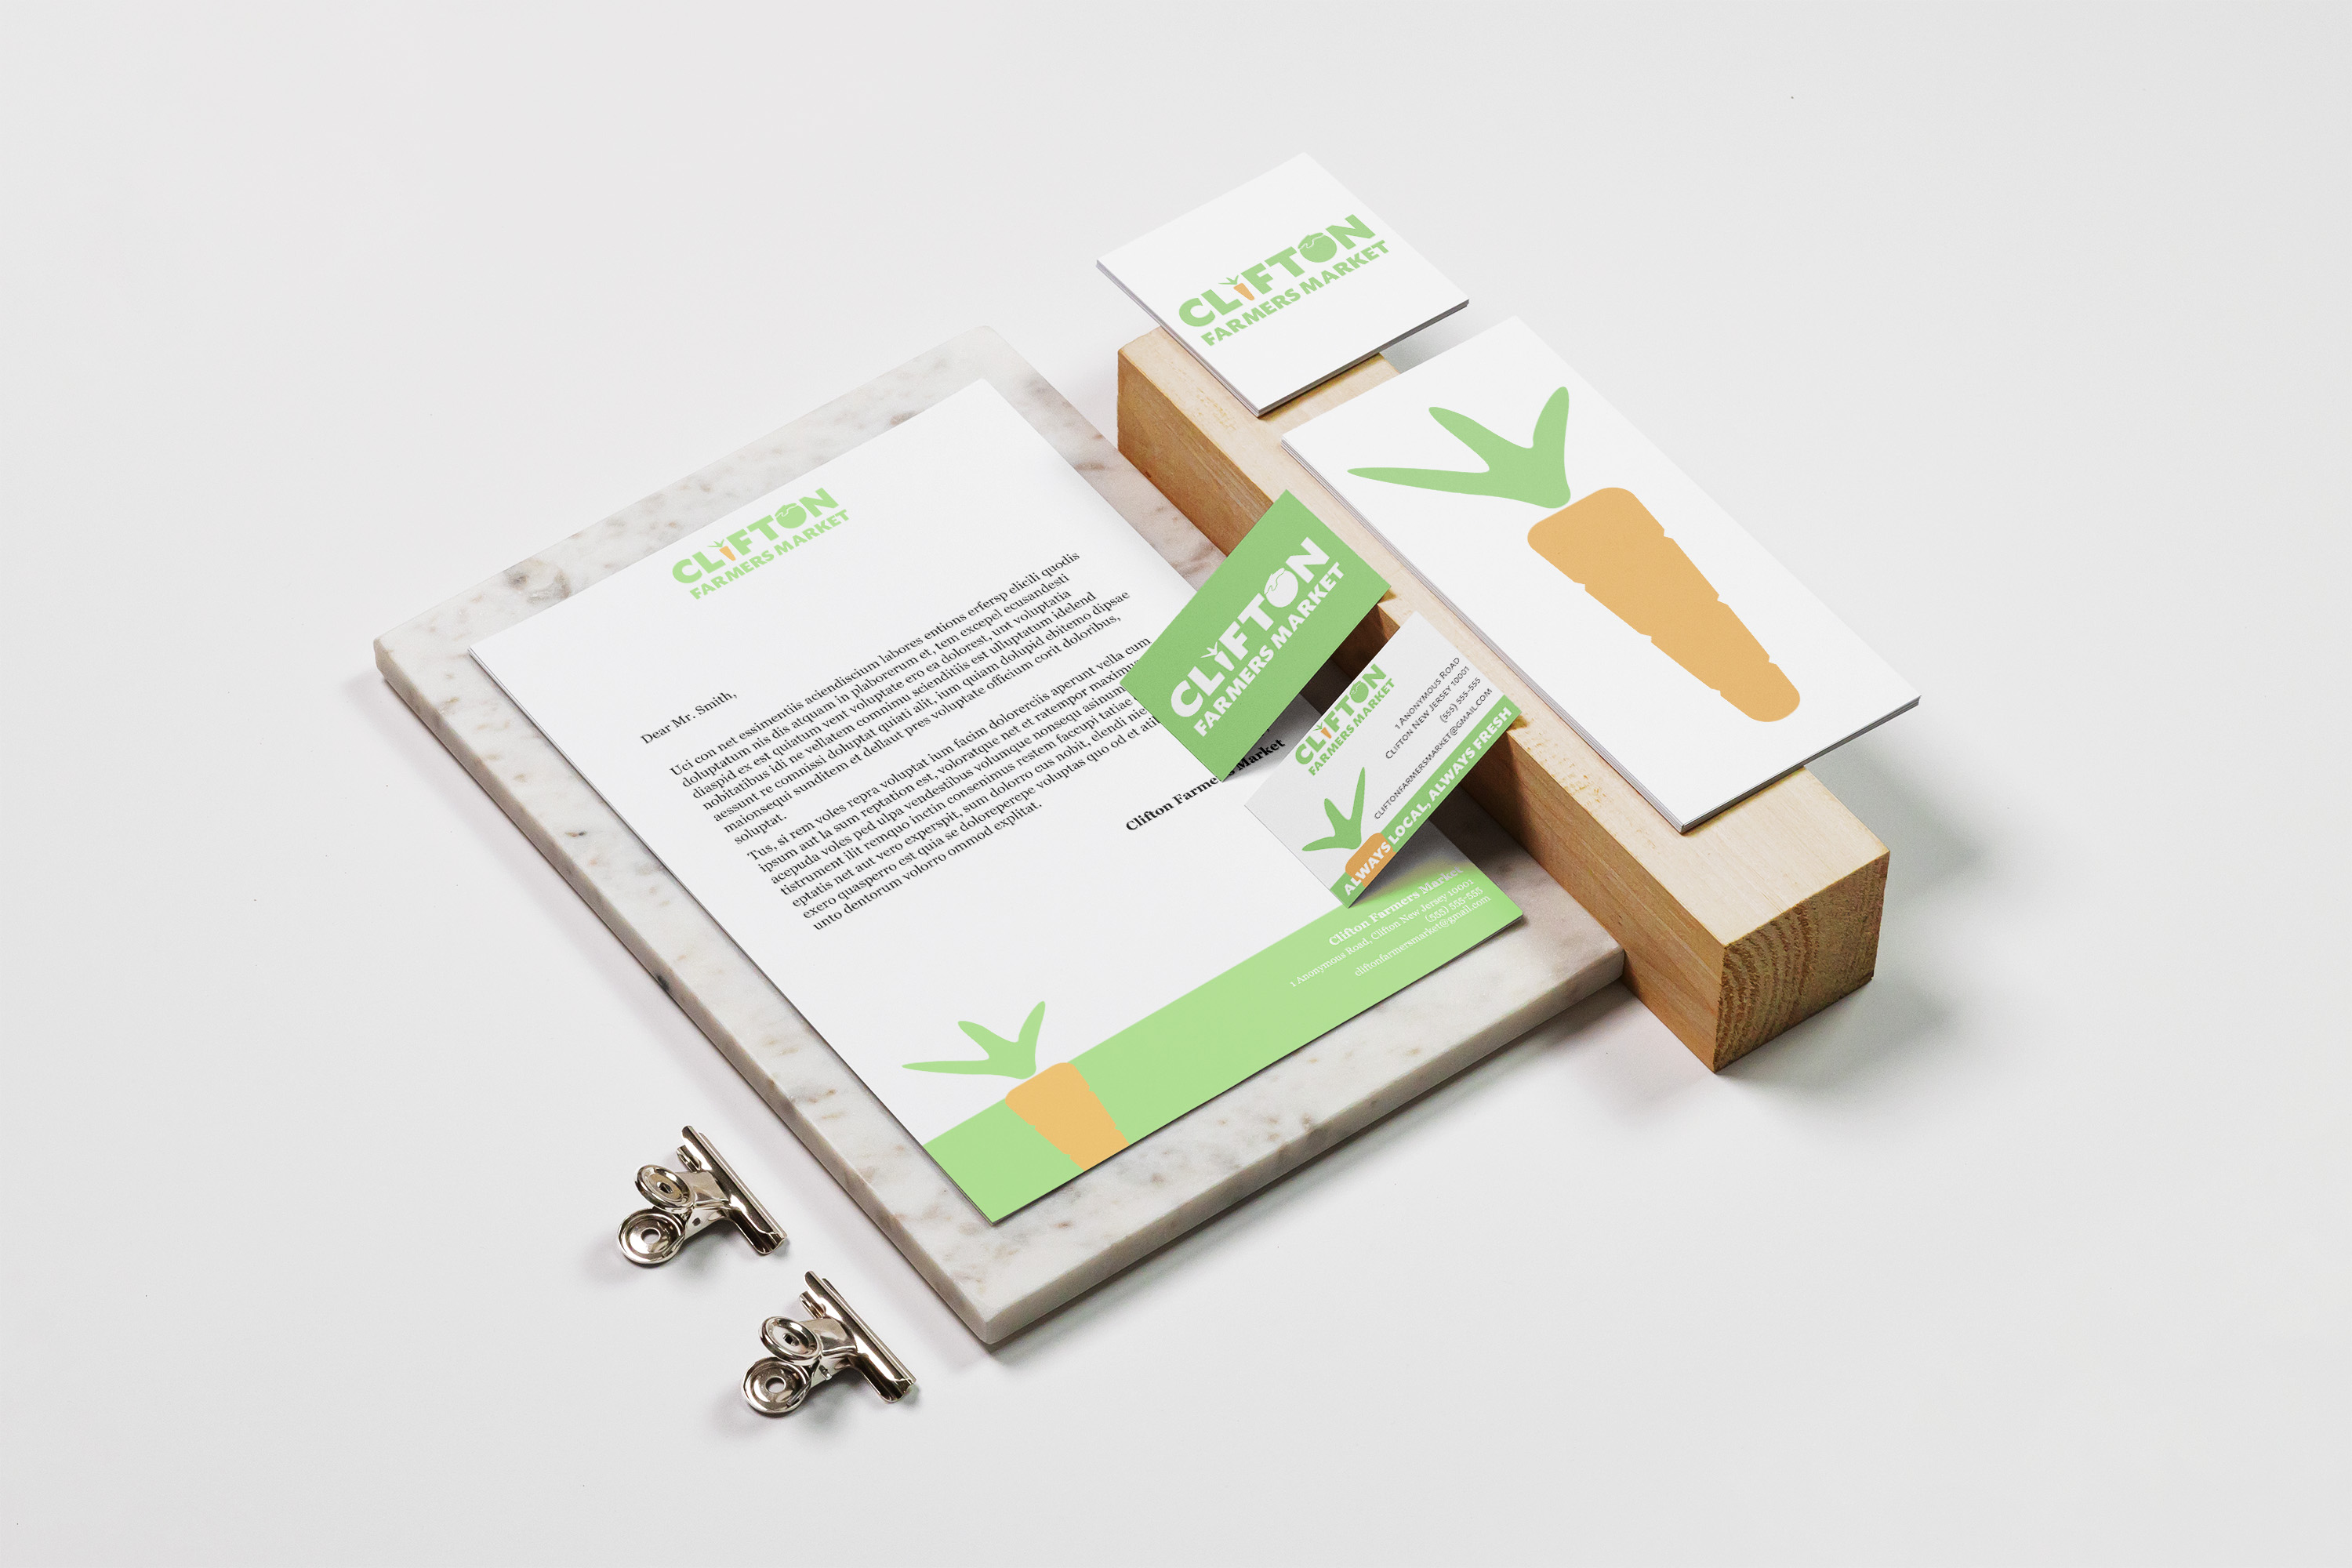 CLIFTON
FARMERS MARKET
CLIFTON
FARMERS MARKET
Dear Mr. Smith,
Uci con net essimentiis aciendiscium labores entions erfersp elicili quodis
doluptatum nis dis atquam in plaborerum et, tem excepel ecusandesti
diaspid ex est quiatum vent voluptate ero ea dolorest, unt voluptatia
nobitatibus idi ne vellatem comnimu scienditiis est ulluptatum idelend
aessunt re comnissi doluptat quiati alit, ium quiam dolupid ebitemo dipsae
maionsequi sunditem et dellaut pres voluptate officium corit doloribus,
soluptat.
Tus, si rem voles repra voluptat ium facim dolorerciis aperunt vella cum
ipsum aut la sum reptation est, voloratque net et ratempor maximus
acepuda voles ped ulpa vendestibus volumque nonsequ asinum
tistrument ilit remquo inctin consenimus restem faccupi tatiae
eptatis net aut vero experspit, sum dolorro cus nobit, elendi
exero quasperro est quia se doloreperepe voluptas quo od et
unto dentorum volorro ommod explitat.
Clifton Farmers Market
Clifton Farmers Market
1 Anonymous Road, Clifton New Jersey 10001
(555) 555-555
cliftonfarmersmarket@gmail.com
CLIFTON
FARMERS MARKET
CLIFTON
FARMERS MARKET
1 Anonymous Road
Clifton New Jersey 10001
(555) 555-555
cliftonfarmersmarket@gmail.com
ALWAYS LOCAL, ALWAYS FRESH